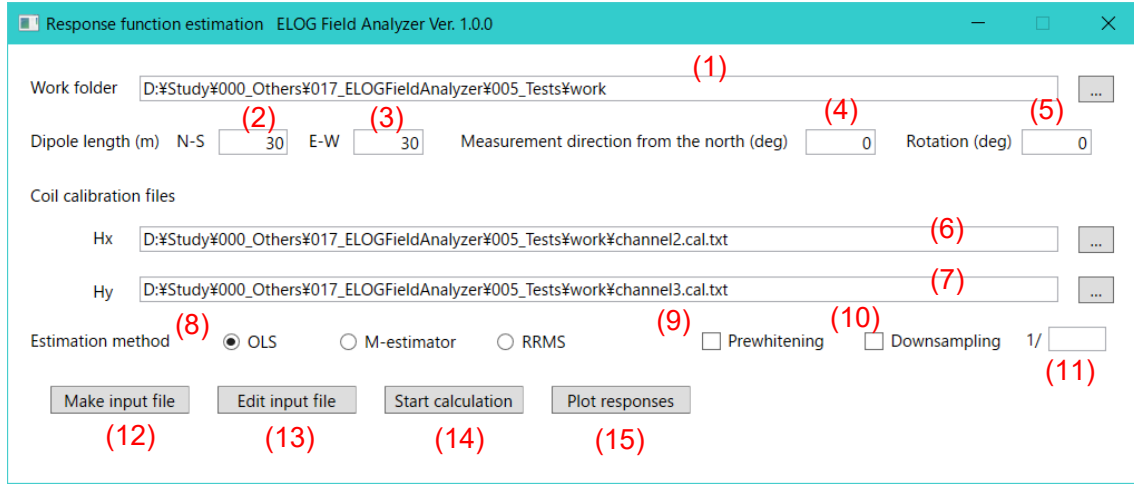 Response function estimation ELOG Field Analyzer Ver. 1.0.0
(1)
Work folder D:¥Study¥000_Others¥017_ELOGFieldAnalyzer¥005_Tests¥work ...
(2) (3) (4) (5)
Dipole length (m) N-S 30 E-W 30 Measurement direction from the north (deg) 0 Rotation (deg) 0
Coil calibration files
(6)
Hx D:¥Study¥000_Others¥017_ELOGFieldAnalyzer¥005_Tests¥work¥channel2.cal.txt ...
(7)
Hy D:¥Study¥000_Others¥017_ELOGFieldAnalyzer¥005_Tests¥work¥channel3.cal.txt ...
(8) (9) (10)
Estimation method OLS M-estimator RRMS Prewhitening Downsampling 1/
(11)
Make input file Edit input file Start calculation Plot responses
(12) (13) (14) (15)